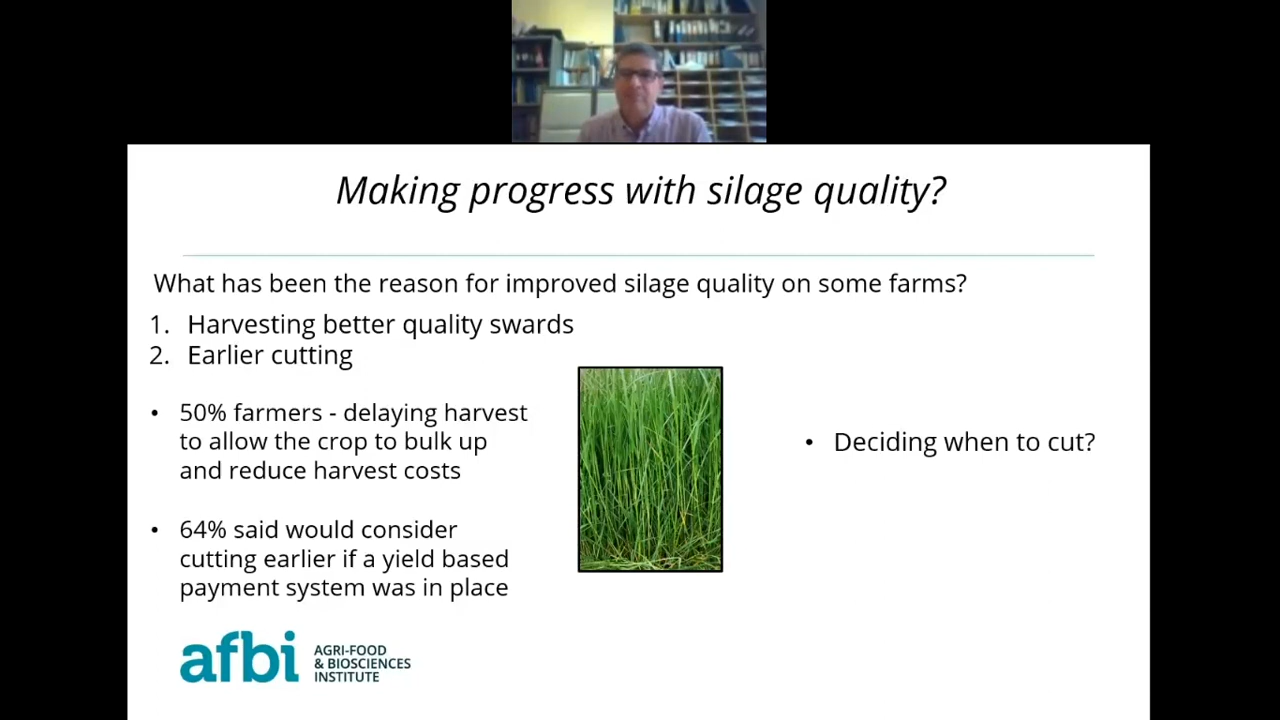 Making progress with silage quality?
What has been the reason for improved silage quality on some farms?
1. Harvesting better quality swards
2. Earlier cutting
• 50% farmers - delaying harvest
to allow the crop to bulk up
and reduce harvest costs
• 64% said would consider
cutting earlier if a yield based
payment system was in place
• Deciding when to cut?
afbi
AGRI-FOOD
& BIOSCIENCES
INSTITUTE